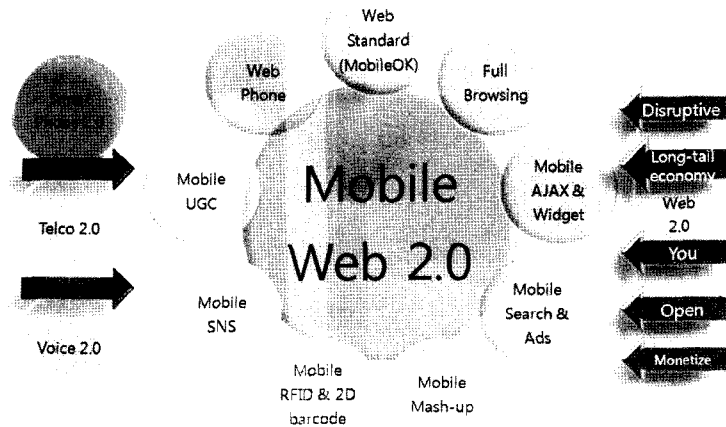 Web
Standard
(MobileOK)
Web
Phone
Full
Browsing
Disruptive
Long-tail
economy
Mobile
UGC
Mobile
Web 2.0
Mobile
AJAX &
Widget
Web
2.0
Telco 2.0
You
Mobile
SNS
Mobile
Search &
Ads
Open
Voice 2.0
Monetize
Mobile
RFID & 2D
barcode
Mobile
Mash-up